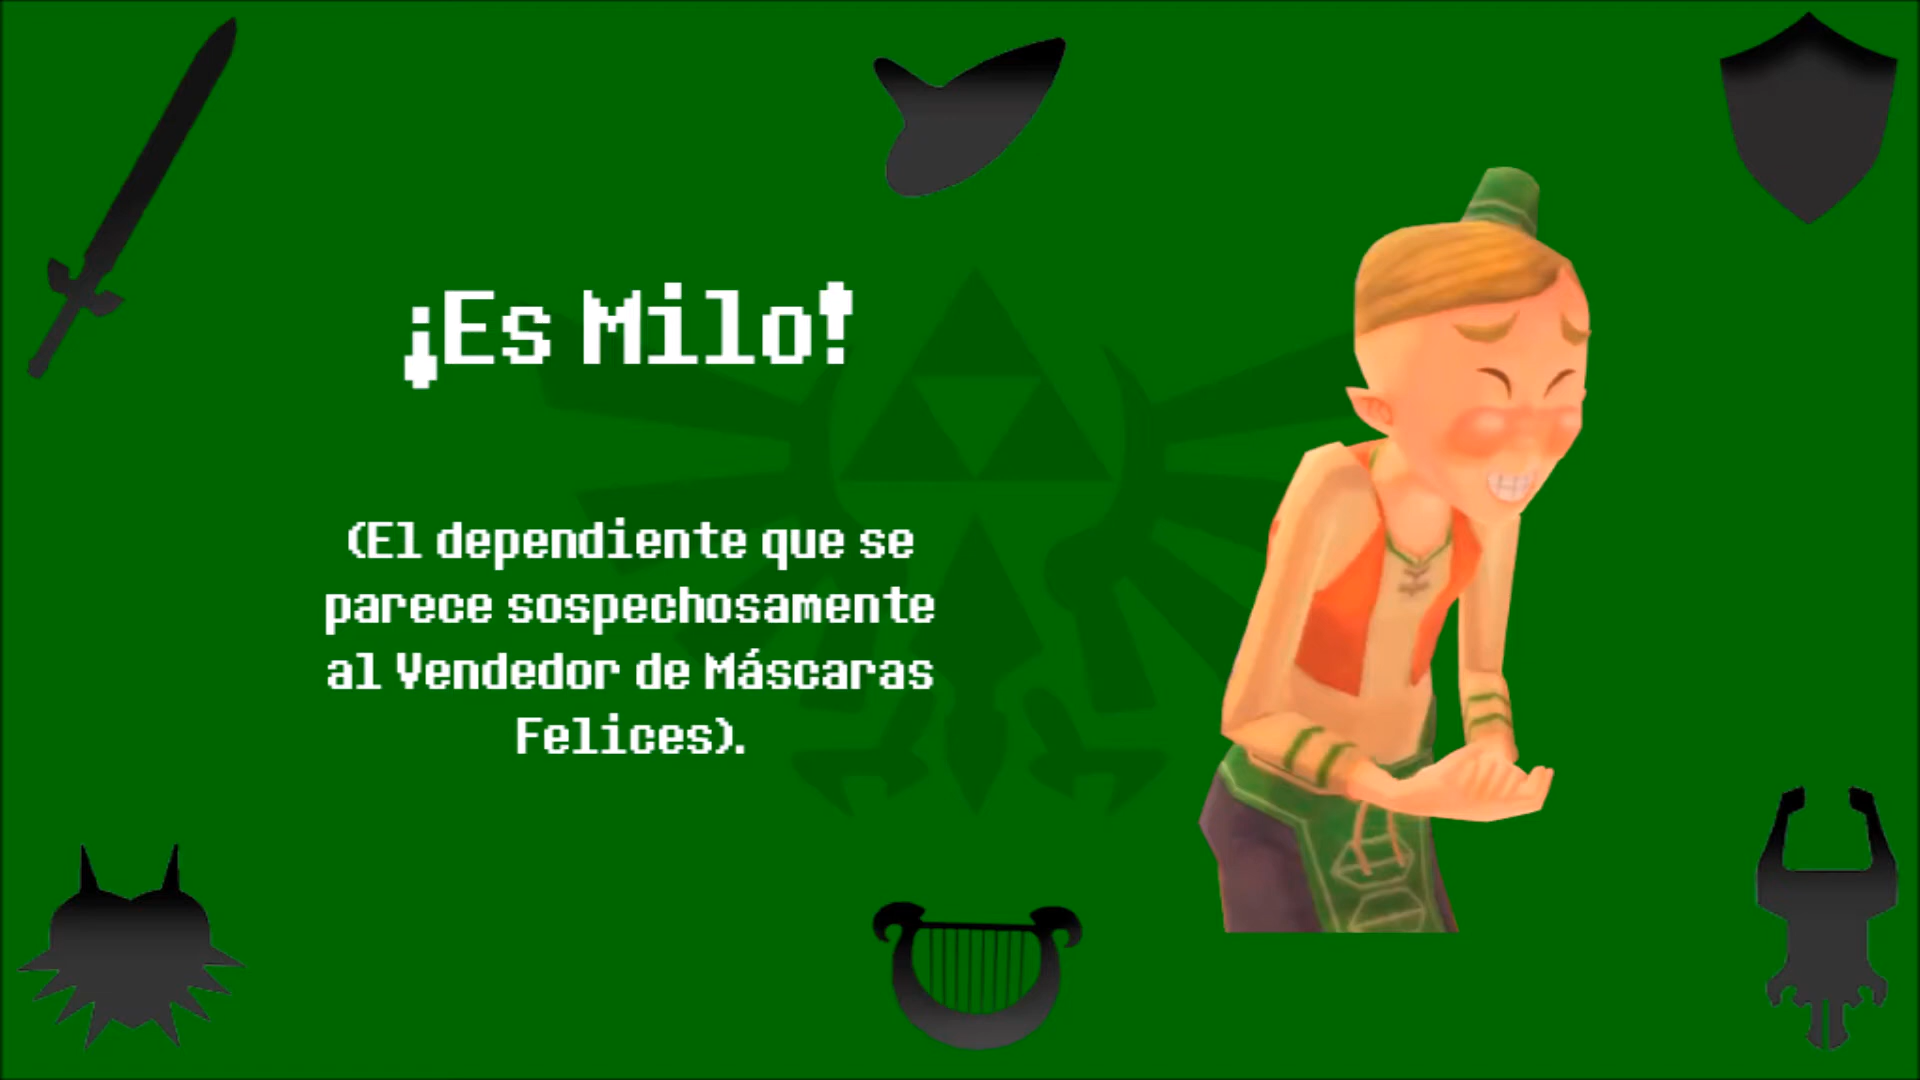 ¡Es Milo!
(El dependiente que se
parece sospechosamente
al Vendedor de Máscaras
Felices).